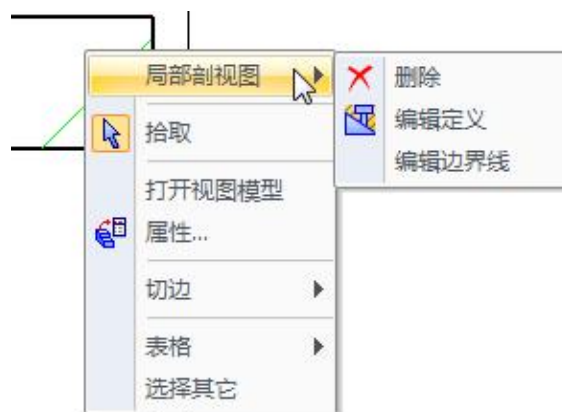 局部剖视图
删除
编辑定义
编辑边界线
拾取
打开视图模型
属性...
切边
表格
选择其它